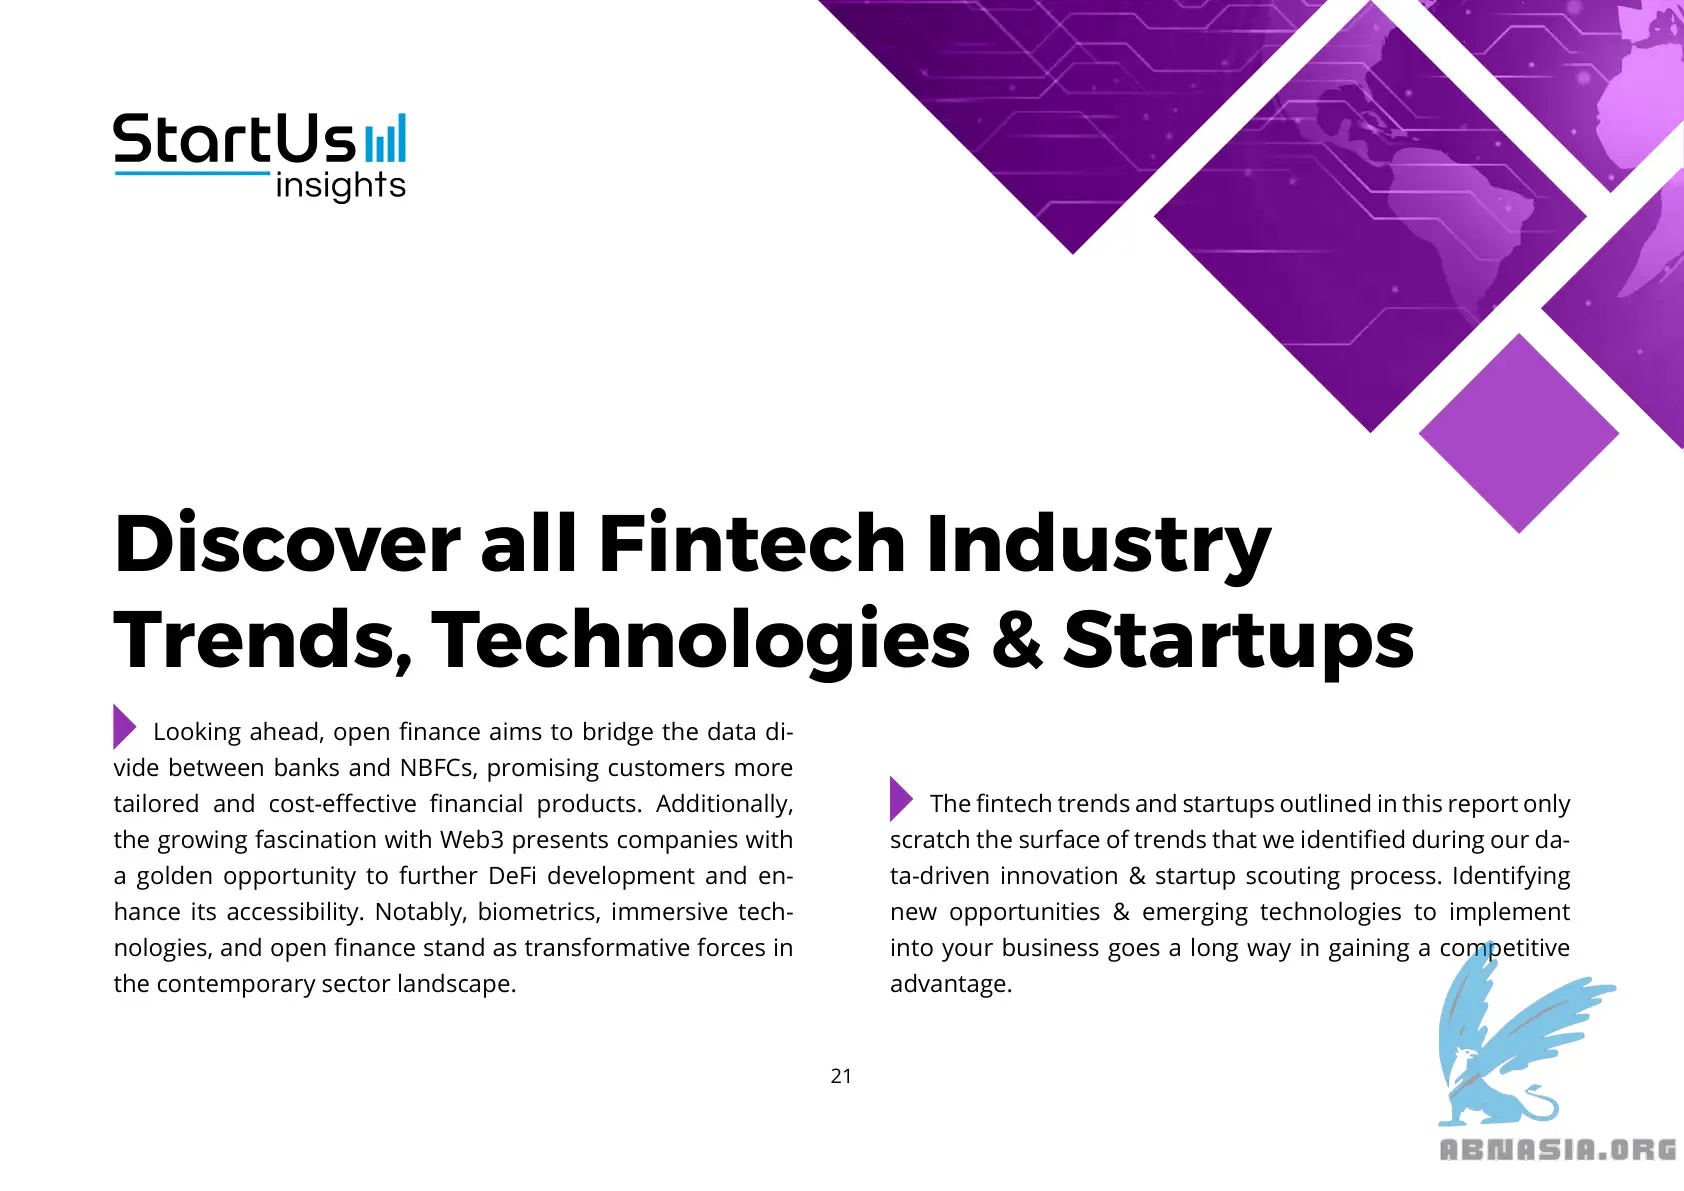 StartUs
insights
Discover all Fintech Industry
Trends, Technologies & Startups
Looking ahead, open finance aims to bridge the data di-
vide between banks and NBFCs, promising customers more
tailored and cost-effective financial products. Additionally,
the growing fascination with Web3 presents companies with
a golden opportunity to further DeFi development and en-
hance its accessibility. Notably, biometrics, immersive tech-
nologies, and open finance stand as transformative forces in
the contemporary sector landscape.
The fintech trends and startups outlined in this report only
scratch the surface of trends that we identified during our da-
ta-driven innovation & startup scouting process. Identifying
new opportunities & emerging technologies to implement
into your business goes a long way in gaining a competitive
advantage.
21
ABNASIA.ORG